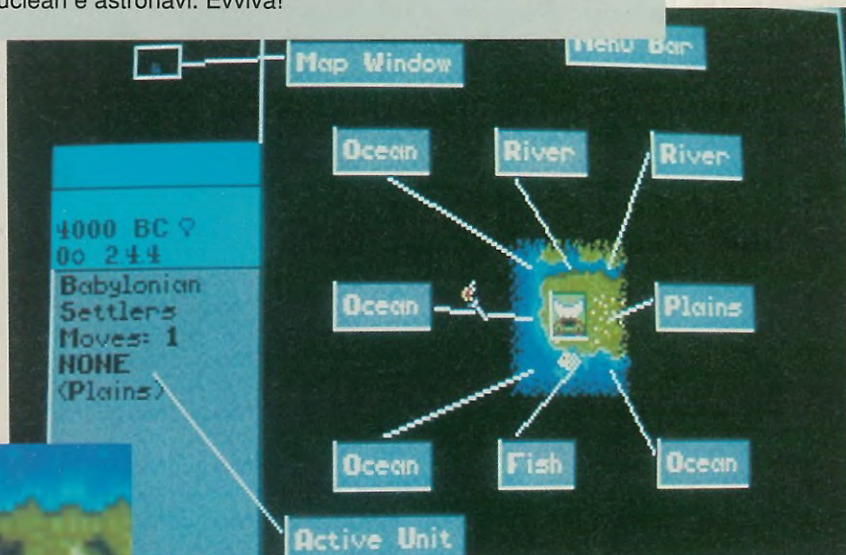 e astronavi. Evviva!
Map Window
Menu Bar
Ocean
River
River
4000 BC
0o 2.4.4
Babylonian
Settlers
Moves: 1
NONE
(Plains)
Ocean
Plains
Ocean
Fish
Ocean
Active Unit